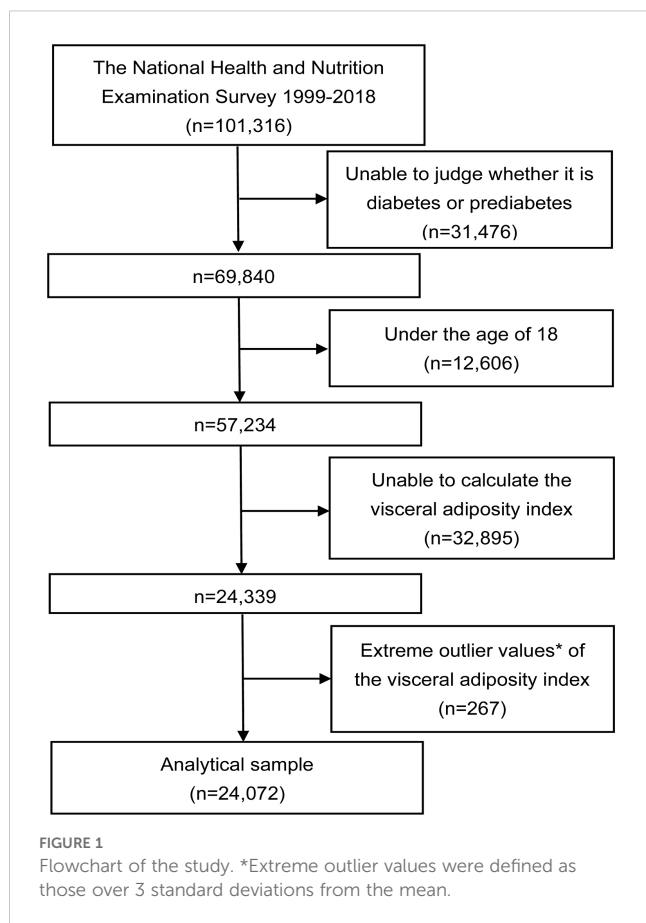 The National Health and Nutrition
Examination Survey 1999-2018
(n=101,316)
Unable to judge whether it is
diabetes or prediabetes
(n=31,476)
n=69,840
Under the age of 18
(n=12,606)
n=57,234
Unable to calculate the
visceral adiposity index
(n=32,895)
n=24,339
Extreme outlier values* of
the visceral adiposity index
(n=267)
Analytical sample
(n=24,072)
FIGURE 1
Flowchart of the study. *Extreme outlier values were defined as
those over 3 standard deviations from the mean.